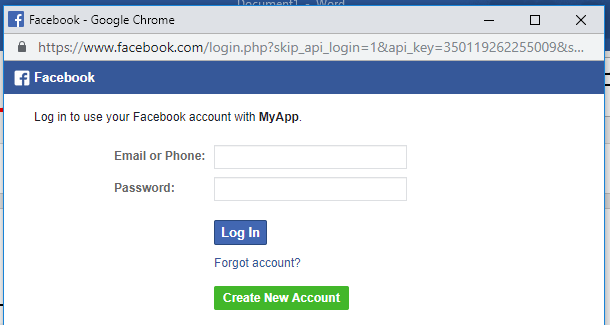 Document1 - Word
Facebook - Google Chrome
https://www.facebook.com/login.php?skip_api_login=1&api_key=350119262255009&s...
Facebook
Log in to use your Facebook account with MyApp.
Email or Phone:
Password:
Log In
Forgot account?
Create New Account